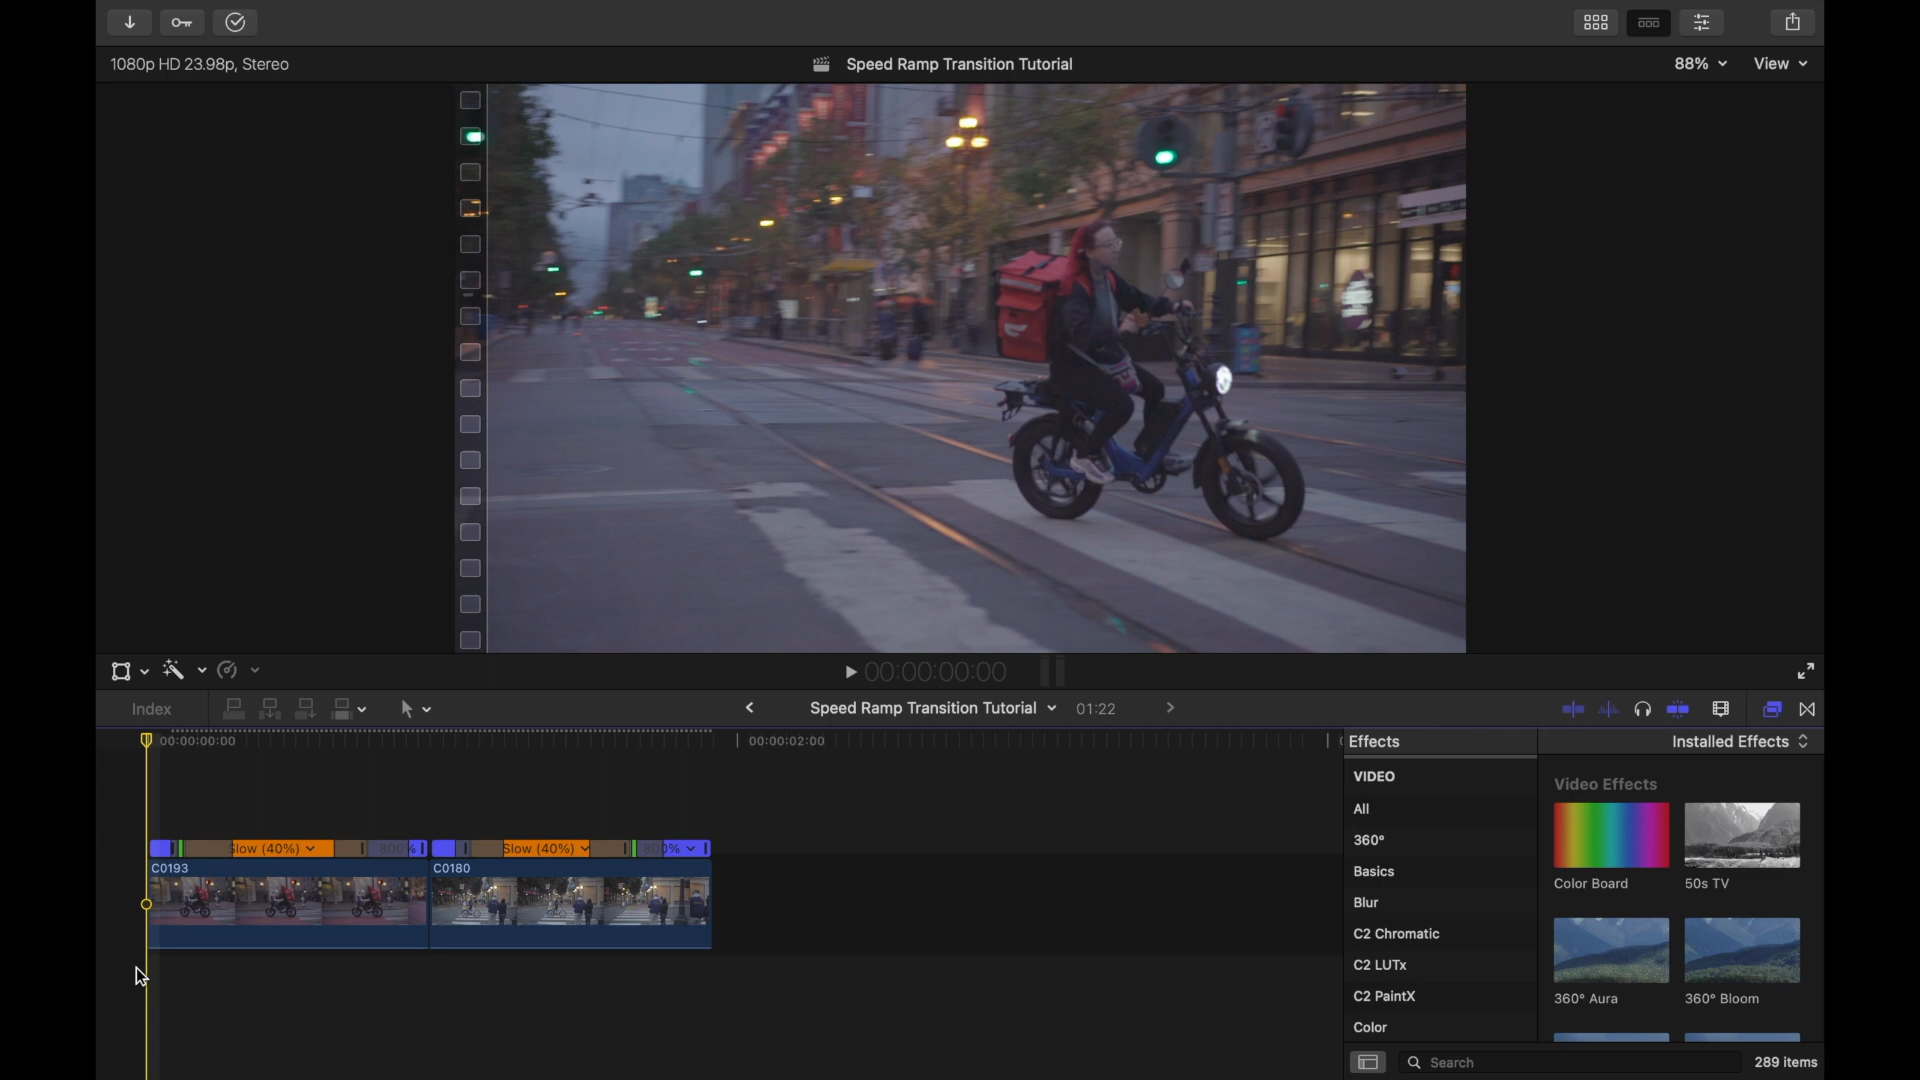 1080p HD 23.98p, Stereo
Speed Ramp Transition Tutorial
88%
View
00:00:00:00
Index
Speed Ramp Transition Tutorial
01:22
00:00:00:00
00:00:02:00
Effects
Installed Effects
VIDEO
Video Effects
All
360°
Basics
Blur
C2 Chromatic
C2 LUTx
C2 PaintX
Color
Color Board
50s TV
360° Aura
360° Bloom
Slow (40%)
800%
Slow (40%)
800%
C0193
C0180
Search
289 items